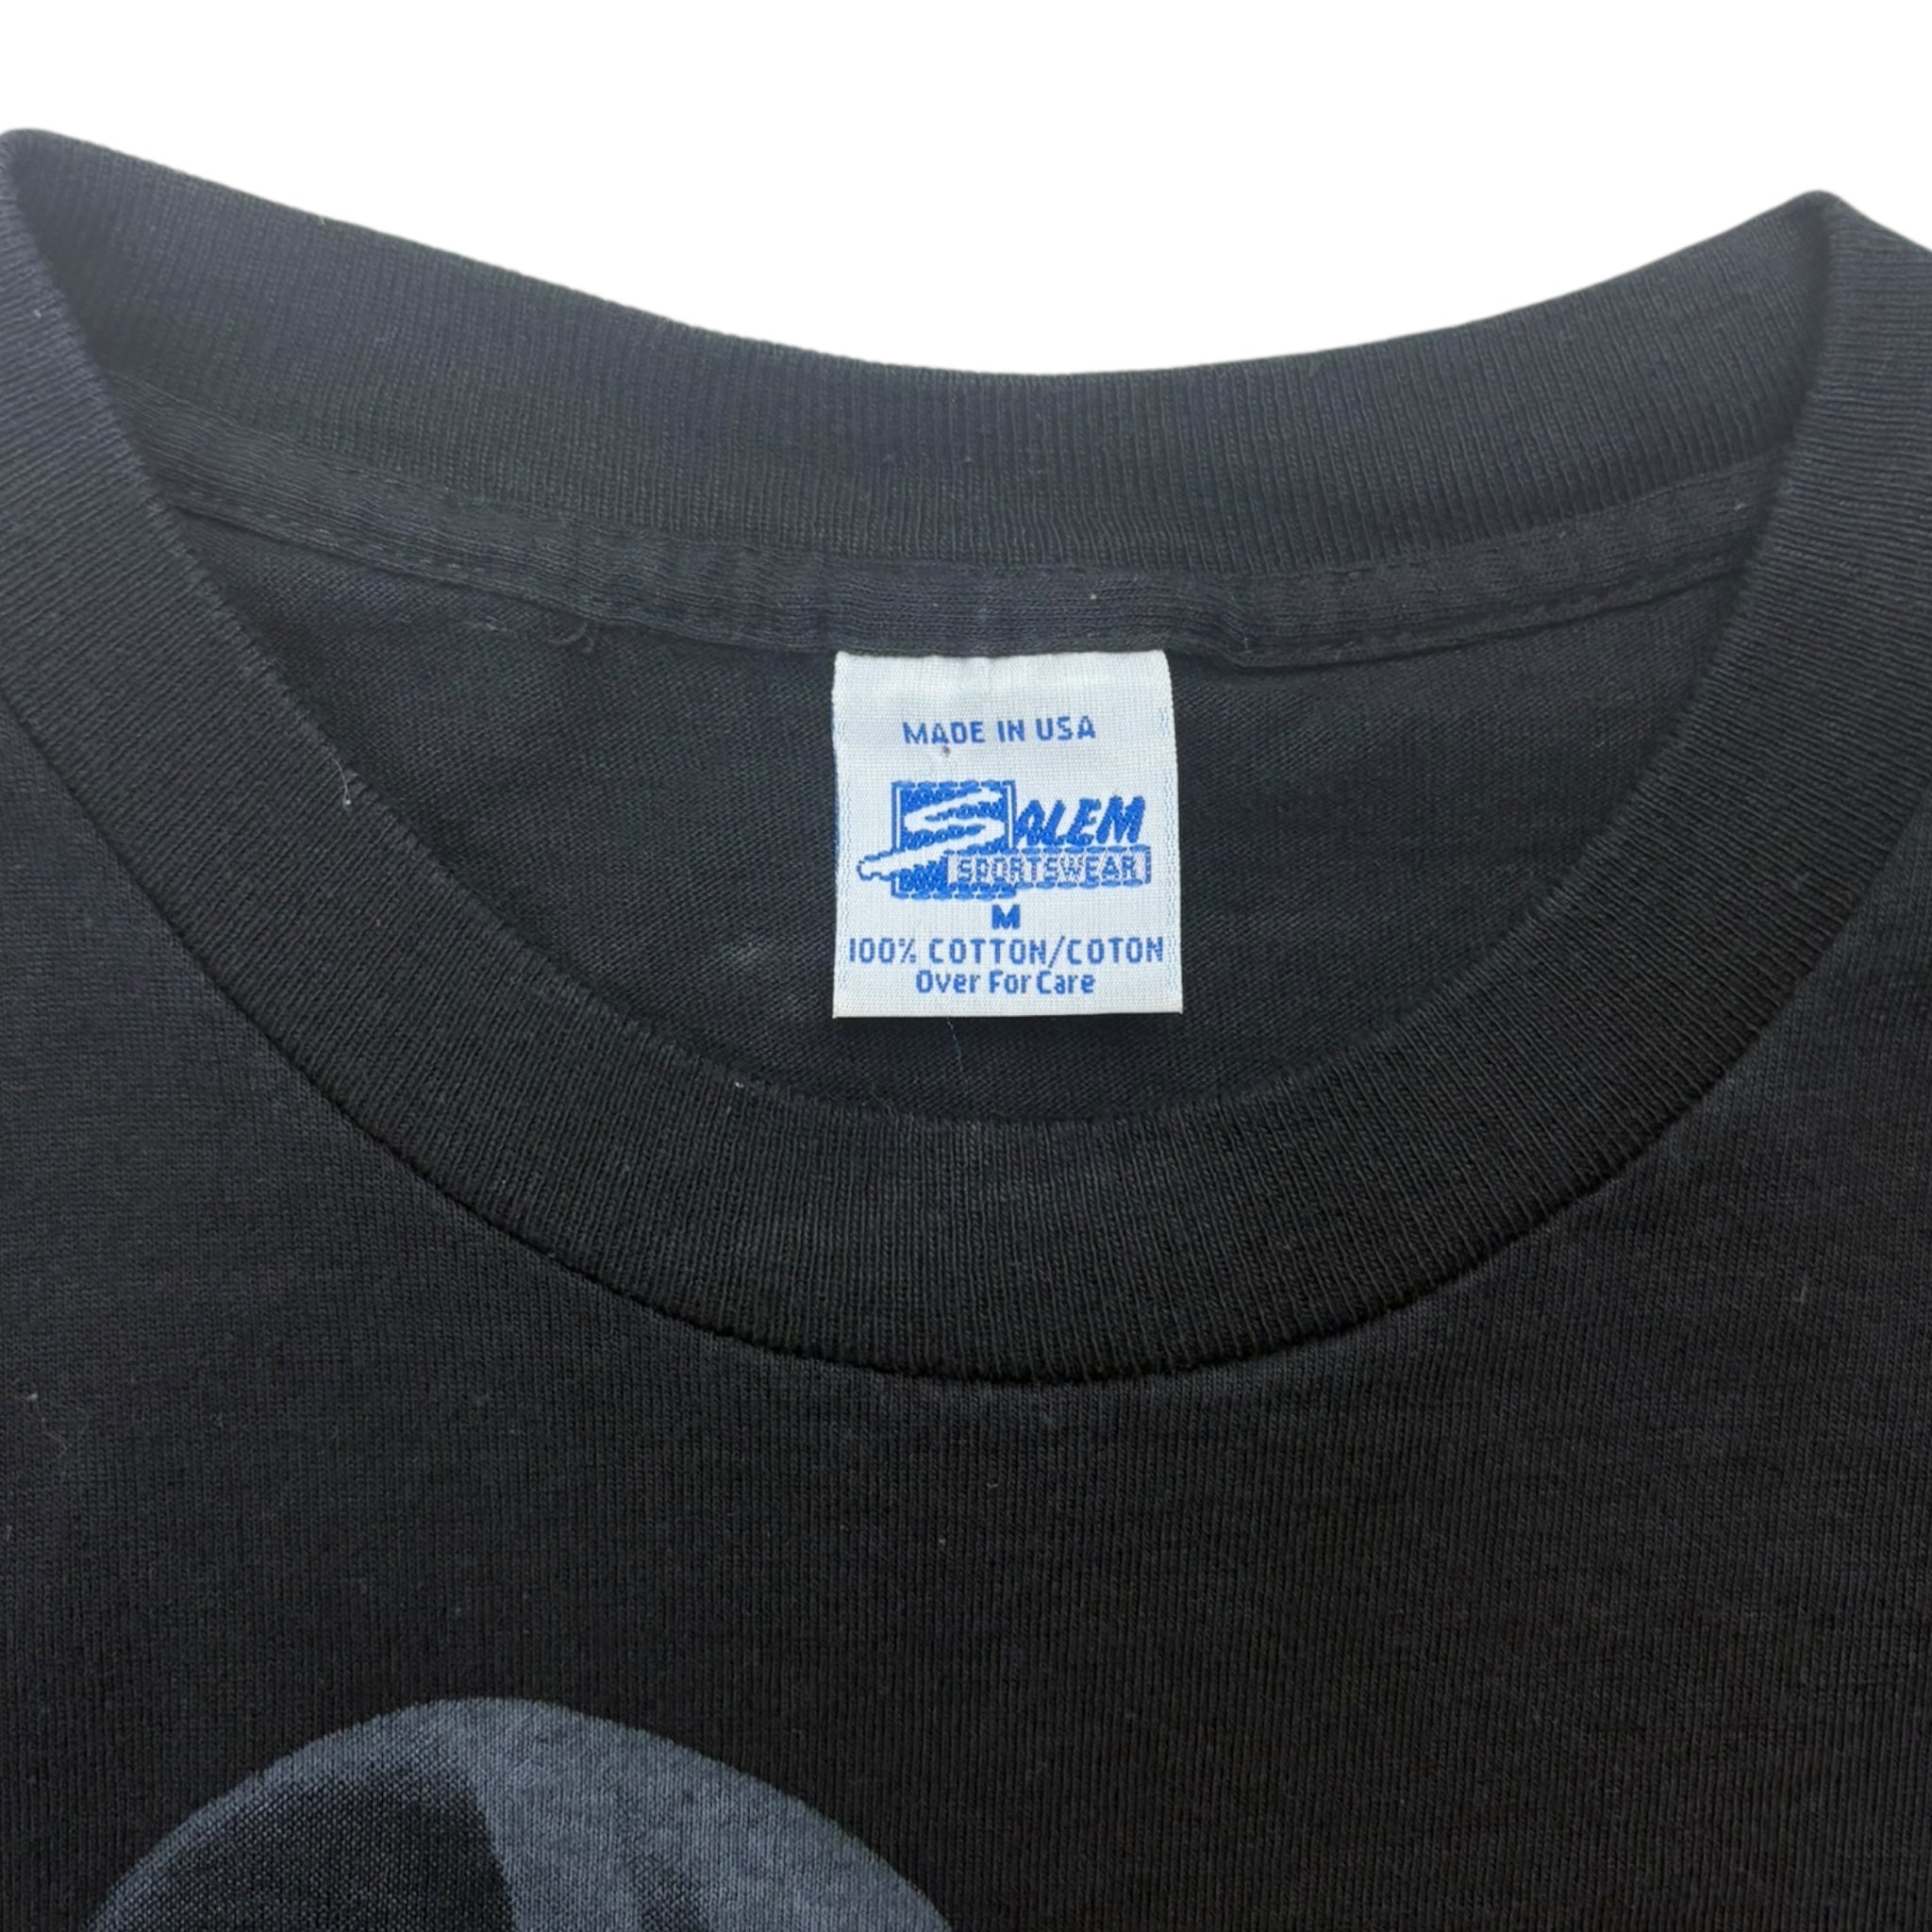 MADE IN USA
SALEM
SPORTSWEAR
M
100% COTTON/COTON
Over For Care